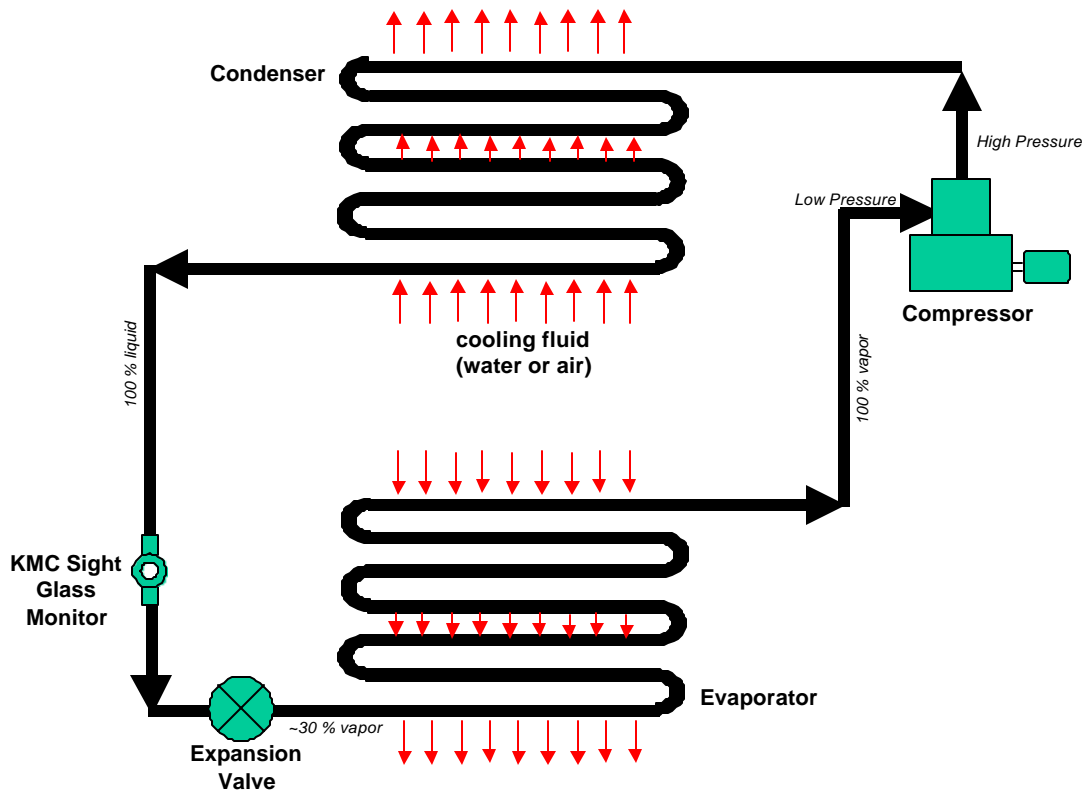 Condenser
High Pressure
Low Pressure
Compressor
cooling fluid
(water or air)
100 % liquid
100 % vapor
KMC Sight
Glass
Monitor
Evaporator
~30 % vapor
Expansion
Valve